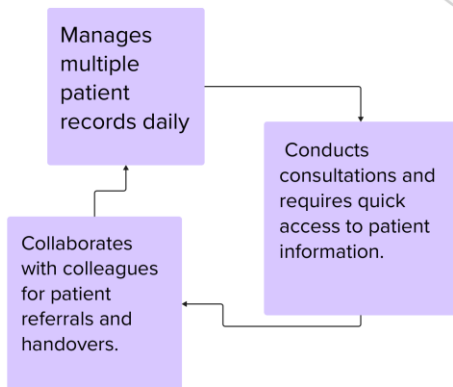 Manages
multiple
patient
records daily
Conducts
consultations and
requires quick
access to patient
information.
Collaborates
with colleagues
for patient
referrals and
handovers.